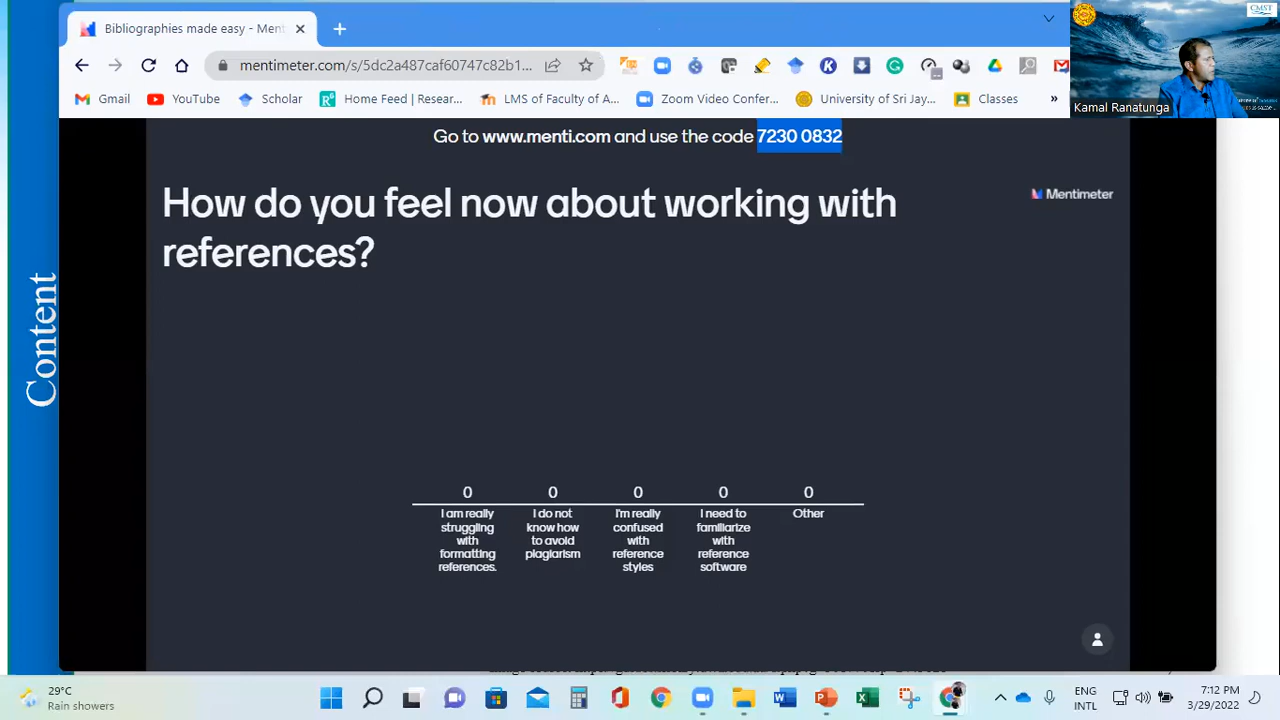 Bibliographies made easy - Ment
mentimeter.com/s/5dc2a487caf60747c82b1...
Gmail
YouTube
Scholar
Home Feed | Resear...
LMS of Faculty of A...
Zoom Video Confer...
University of Sri Jay...
Classes
»
CMST
Kamal Ranatunga
Go to www.menti.com and use the code 7230 0832
How do you feel now about working with
references?
Mentimeter
Content
0
I am really
struggling
with
formatting
references.
0
I do not
know how
to avoid
plagiarism
0
I'm really
confused
with
reference
styles
0
I need to
familiarize
with
reference
software
0
Other
29°C
Rain showers
ENG
INTL
7:12 PM
3/29/2022